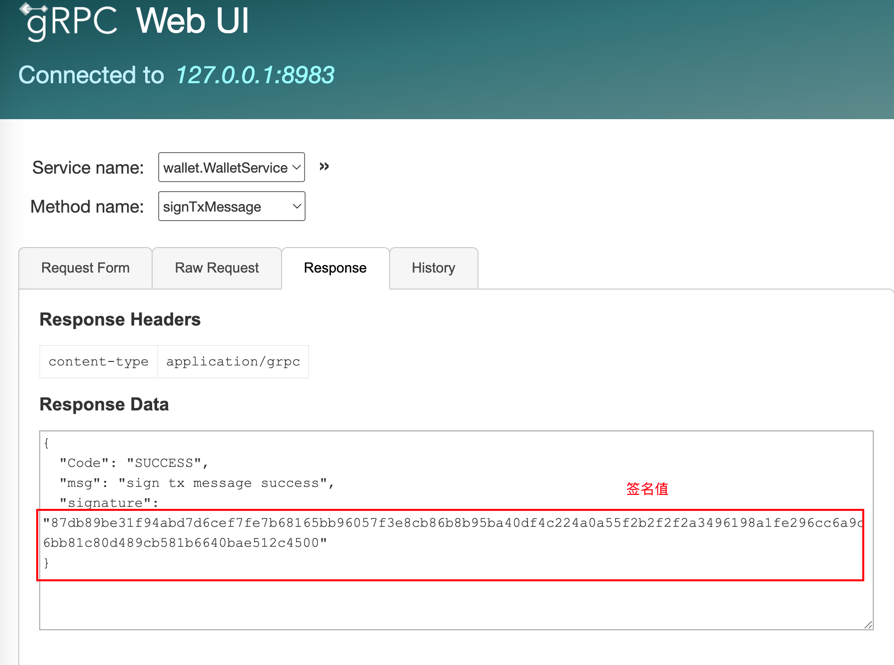 gRPC Web UI
Connected to 127.0.0.1:8983
Service name: wallet.WalletService »
Method name: signTxMessage
Request Form Raw Request Response History
Response Headers
content-type application/grpc
Response Data
{
"Code": "SUCCESS",
"msg": "sign tx message success",
签名值
"signature":
"87db89be31f94abd7d6cef7fe7b68165bb96057f3e8cb86b8b95ba40df4c224a0a55f2b2f2f2a3496198a1fe296cc6a9c
6bb81c80d489cb581b6640bae512c4500"
}